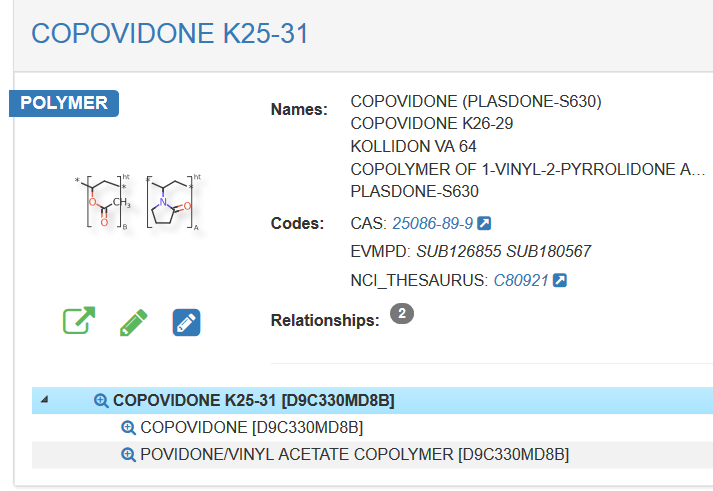 COPOVIDONE K25-31
POLYMER
Names:
COPOVIDONE (PLASDONE-S630)
COPOVIDONE K26-29
KOLLIDON VA 64
COPOLYMER OF 1-VINYL-2-PYRROLIDONE A...
PLASDONE-S630
* ht * O CH3 O B
* ht * N O A
Codes:
CAS: 25086-89-9
EVMPD: SUB126855 SUB180567
NCI_THESAURUS: C80921
Relationships: 2
COPOVIDONE K25-31 [D9C330MD8B]
COPOVIDONE [D9C330MD8B]
POVIDONE/VINYL ACETATE COPOLYMER [D9C330MD8B]